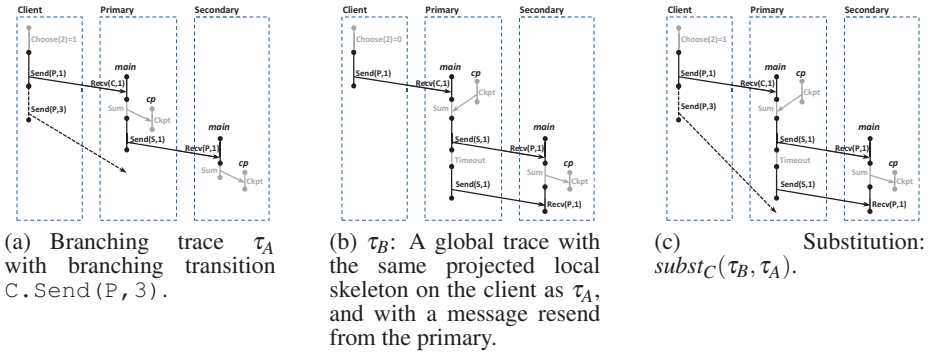 Client Primary Secondary
Choose(2)=1
main
Send(P,1)
Recv(C,1)
cp
Send(P,3)
Sum
Ckpt
main
Send(S,1)
Recv(P,1)
cp
Sum
Ckpt
(a) Branching trace τA
with branching transition
C.Send(P,3).
Client Primary Secondary
Choose(2)=0
main
cp
Send(P,1)
Recv(C,1)
Sum
Ckpt
main
Send(S,1)
Recv(P,1)
Timeout
cp
Sum
Ckpt
Send(S,1)
Recv(P,1)
(b) τB: A global trace with
the same projected local
skeleton on the client as τA,
and with a message resend
from the primary.
Client Primary Secondary
Choose(2)=1
main
cp
Send(P,1)
Recv(C,1)
Send(P,3)
Sum
Ckpt
main
Send(S,1)
Recv(P,1)
Timeout
cp
Sum
Ckpt
Send(S,1)
Recv(P,1)
(c) Substitution:
substC(τB, τA).